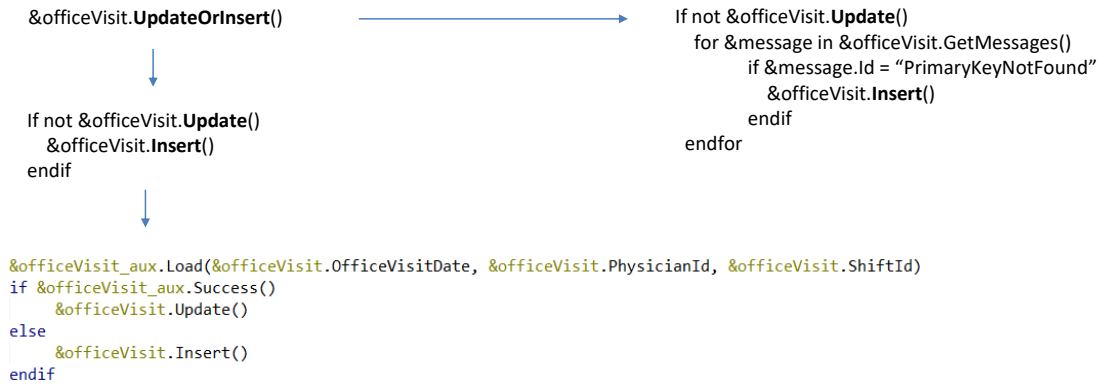 &officeVisit.UpdateOrInsert()
If not &officeVisit.Update()
&officeVisit.Insert()
endif
If not &officeVisit.Update()
for &message in &officeVisit.GetMessages()
if &message.Id = “PrimaryKeyNotFound”
&officeVisit.Insert()
endif
endfor
&officeVisit_aux.Load(&officeVisit.OfficeVisitDate, &officeVisit.PhysicianId, &officeVisit.ShiftId)
if &officeVisit_aux.Success()
&officeVisit.Update()
else
&officeVisit.Insert()
endif